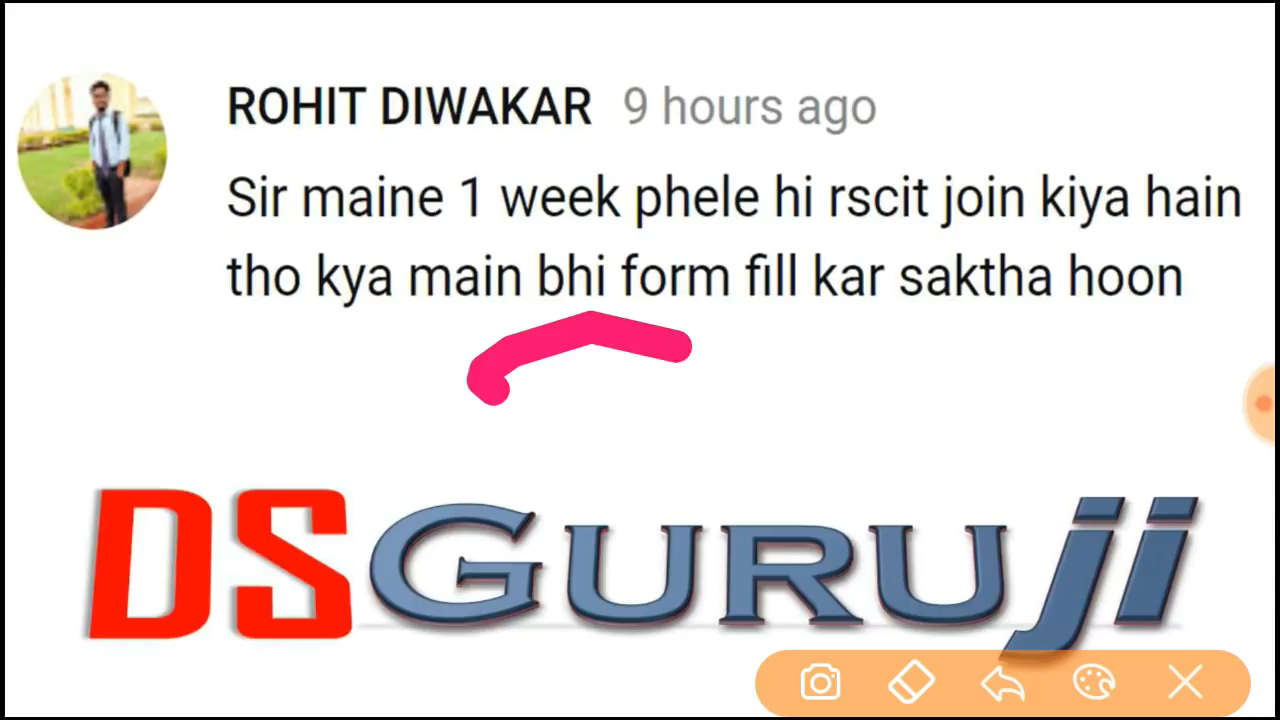 ROHIT DIWAKAR 9 hours ago
Sir maine 1 week phele hi rscit join kiya hain
tho kya main bhi form fill kar saktha hoon
DSGURUji